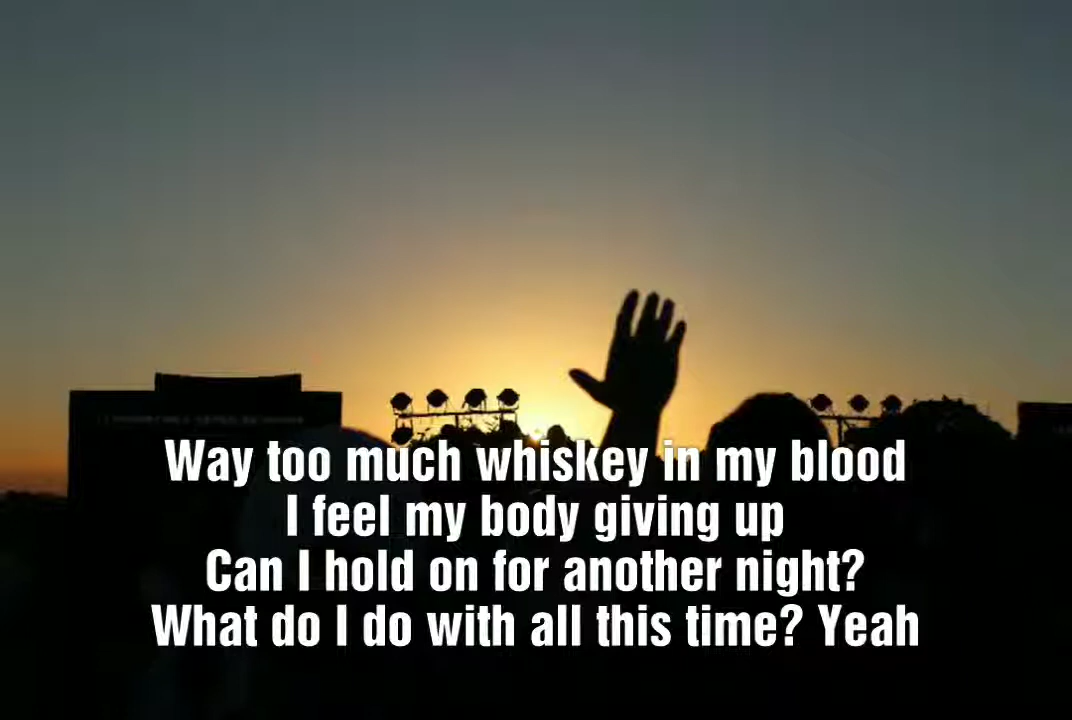 Way too much whiskey in my blood
I feel my body giving up
Can I hold on for another night?
What do I do with all this time? Yeah